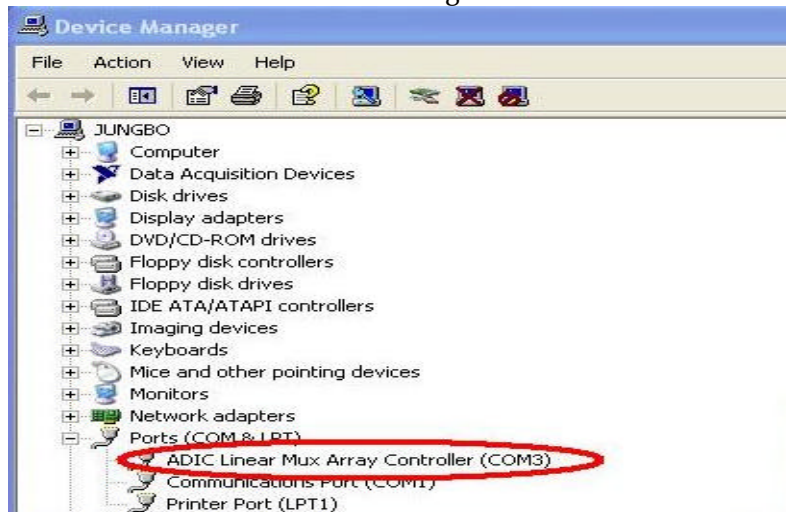 Device Manager
File Action View Help
JUNGBO
Computer
Data Acquisition Devices
Disk drives
Display adapters
DVD/CD-ROM drives
Floppy disk controllers
Floppy disk drives
IDE ATA/ATAPI controllers
Imaging devices
Keyboards
Mice and other pointing devices
Monitors
Network adapters
Ports (COM & LPT)
ADIC Linear Mux Array Controller (COM3)
Communications Port (COM1)
Printer Port (LPT1)